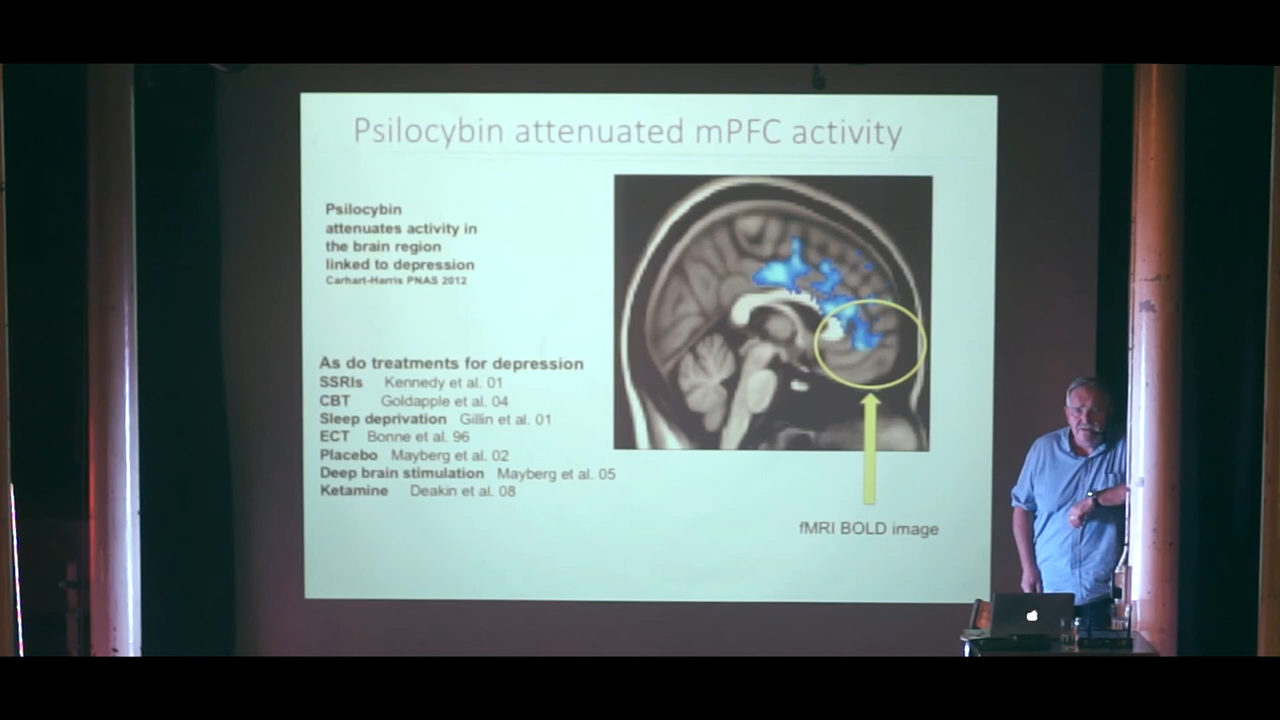 Psilocybin attenuated mPFC activity
Psilocybin
attenuates activity in
the brain region
linked to depression
Carhart-Harris PNAS 2012
As do treatments for depression
SSRIs Kennedy et al. 01
CBT Goldapple et al. 04
Sleep deprivation Gillin et al. 01
ECT Bonne et al. 96
Placebo Mayberg et al. 02
Deep brain stimulation Mayberg et al. 05
Ketamine Deakin et al. 08
fMRI BOLD image